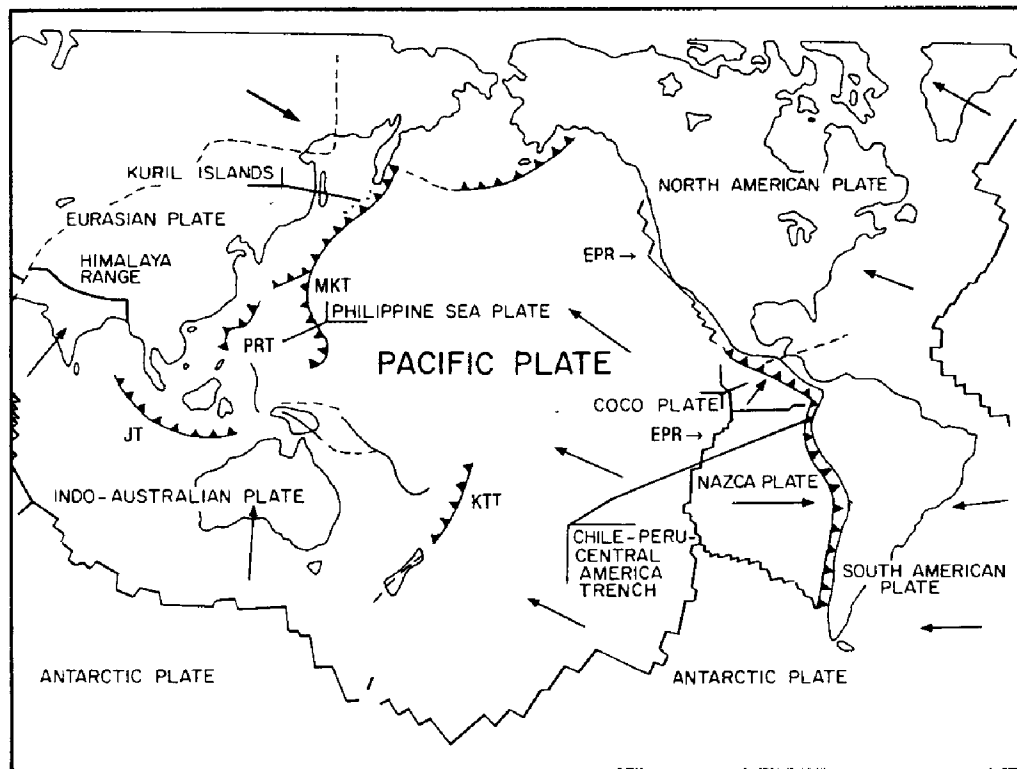 KURIL ISLANDS
EURASIAN PLATE
HIMALAYA
RANGE
MKT
PHILIPPINE SEA PLATE
PRT
PACIFIC PLATE
JT
INDO-AUSTRALIAN PLATE
KTT
NORTH AMERICAN PLATE
EPR →
COCO PLATE
EPR →
NAZCA PLATE
CHILE-PERU-
CENTRAL
AMERICA
TRENCH
SOUTH AMERICAN
PLATE
ANTARCTIC PLATE
ANTARCTIC PLATE